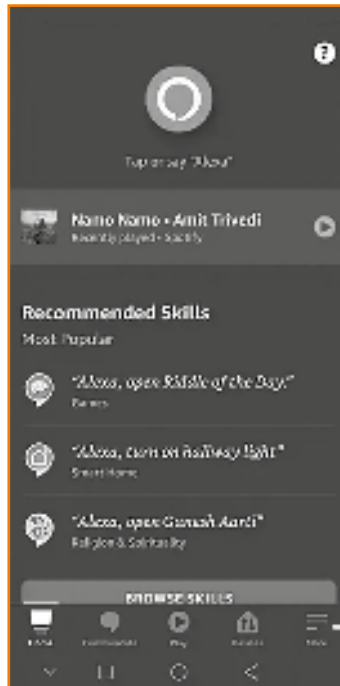 ?
Tap or say "Alexa"
Namo Namo • Amit Trivedi
Recently played • Spotify
Recommended Skills
Most Popular
"Alexa, open Riddle of the Day."
Games
"Alexa, turn on hallway light"
Smart Home
"Alexa, open Ganesh Aarti"
Religion & Spirituality
BROWSE SKILLS
Play